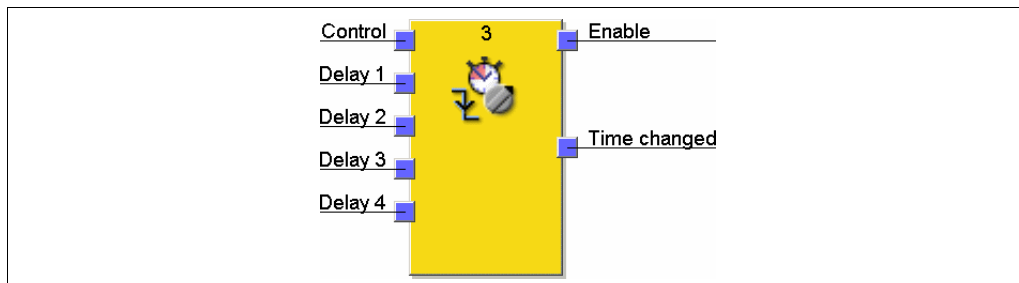 Control
3
Enable
Delay 1
Delay 2
Time changed
Delay 3
Delay 4